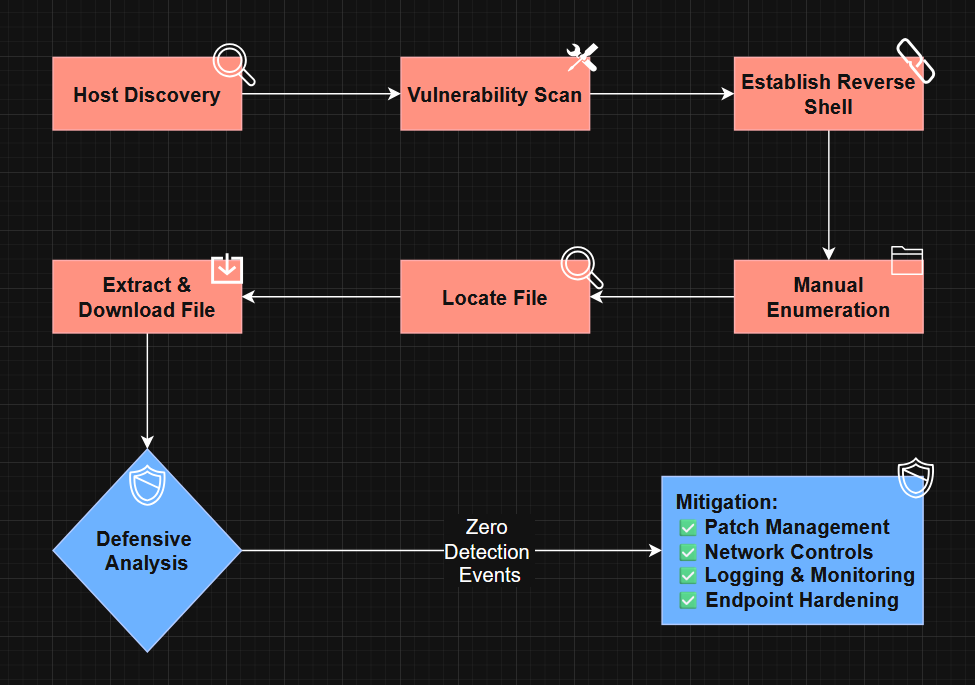 Host Discovery
Vulnerability Scan
Establish Reverse
Shell
Manual
Enumeration
Locate File
Extract &
Download File
Defensive
Analysis
Zero
Detection
Events
Mitigation:
✅ Patch Management
✅ Network Controls
✅ Logging & Monitoring
✅ Endpoint Hardening